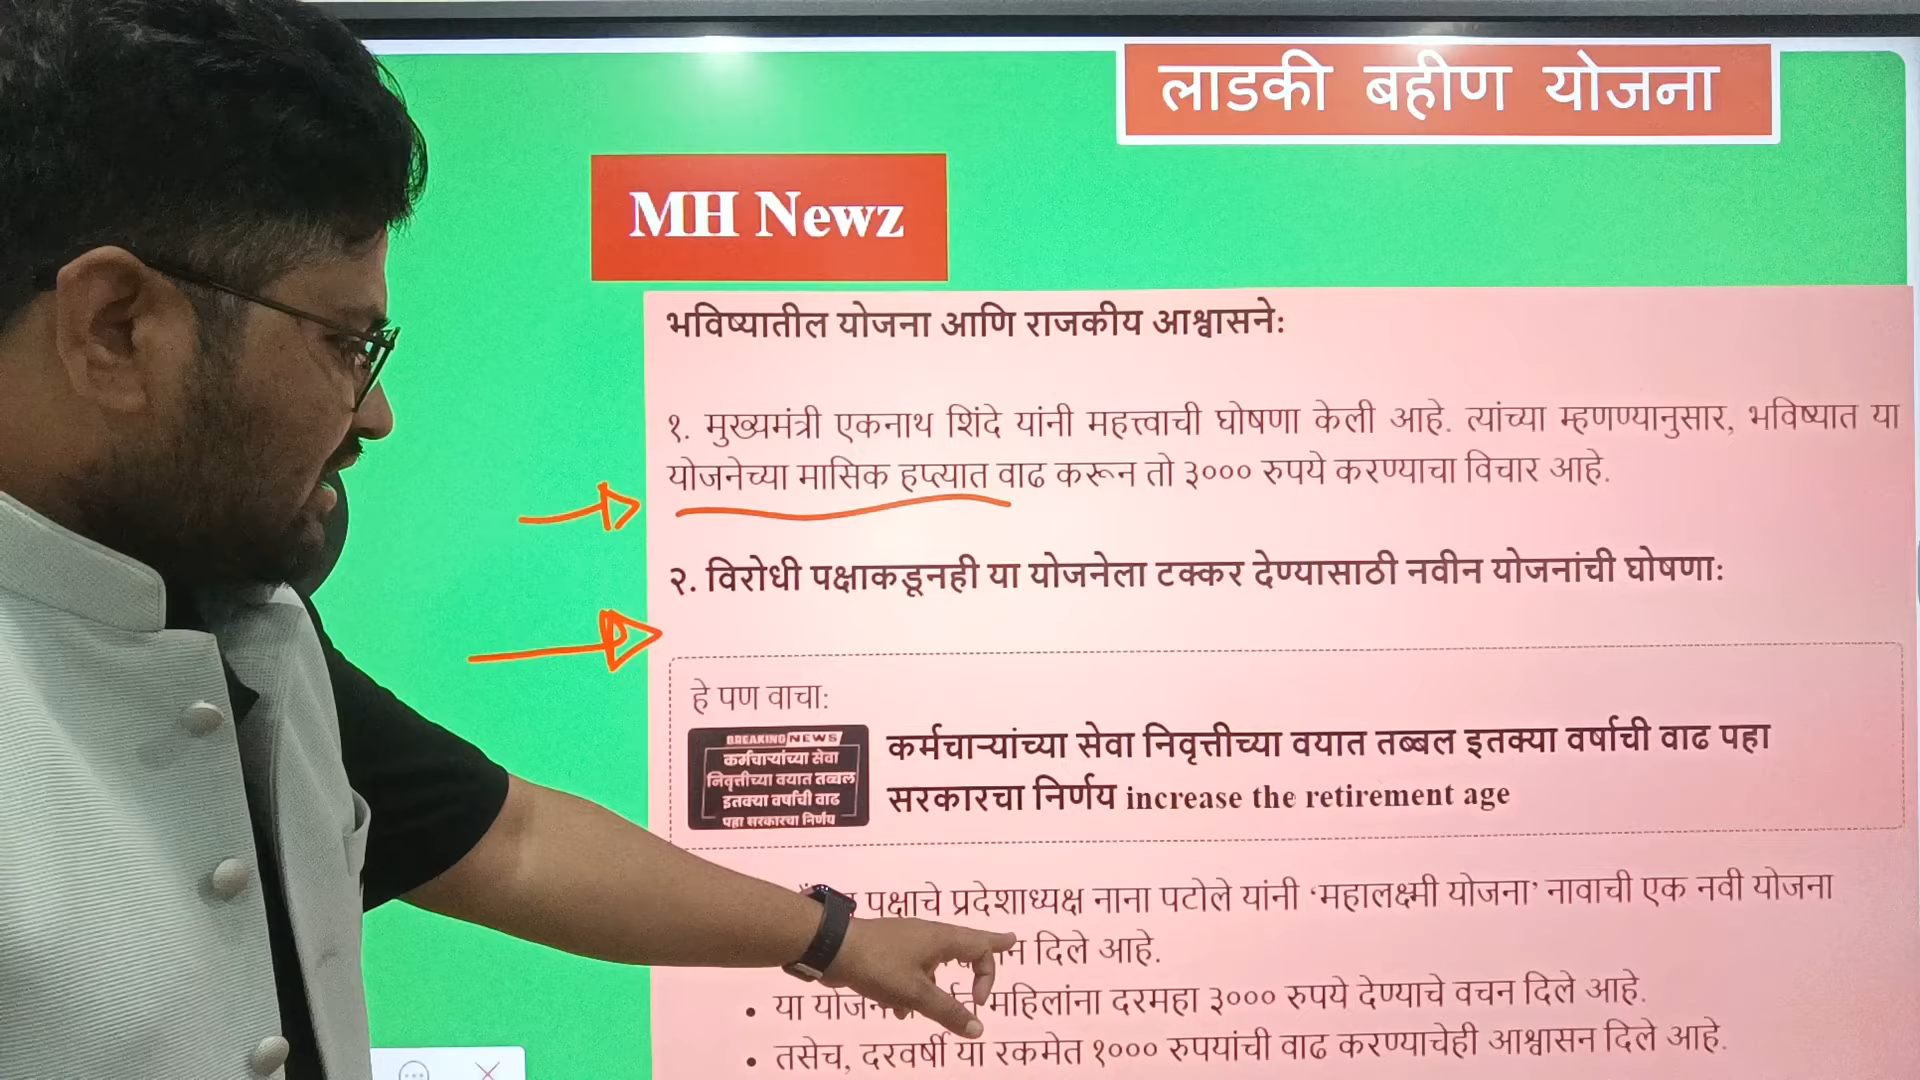 लाडकी बहीण योजना
MH Newz
भविष्यातील योजना आणि राजकीय आश्वासने:
१. मुख्यमंत्री एकनाथ शिंदे यांनी महत्त्वाची घोषणा केली आहे. त्यांच्या म्हणण्यानुसार, भविष्यात या
योजनेच्या मासिक हप्त्यात वाढ करून तो ३००० रुपये करण्याचा विचार आहे.
२. विरोधी पक्षाकडूनही या योजनेला टक्कर देण्यासाठी नवीन योजनांची घोषणा:
हे पण वाचा:
BREAKING NEWS
कर्मचाऱ्यांच्या सेवा
निवृत्तीच्या वयात तब्बल
इतक्या वर्षाची वाढ
पहा सरकारचा निर्णय
कर्मचाऱ्यांच्या सेवा निवृत्तीच्या वयात तब्बल इतक्या वर्षाची वाढ पहा
सरकारचा निर्णय increase the retirement age
पक्षाचे प्रदेशाध्यक्ष नाना पटोले यांनी ‘महालक्ष्मी योजना’ नावाची एक नवी योजना
दिले आहे.
• या महिलांना दरमहा ३००० रुपये देण्याचे वचन दिले आहे.
• तसेच, दरवर्षी या रकमेत १००० रुपयांची वाढ करण्याचेही आश्वासन दिले आहे.